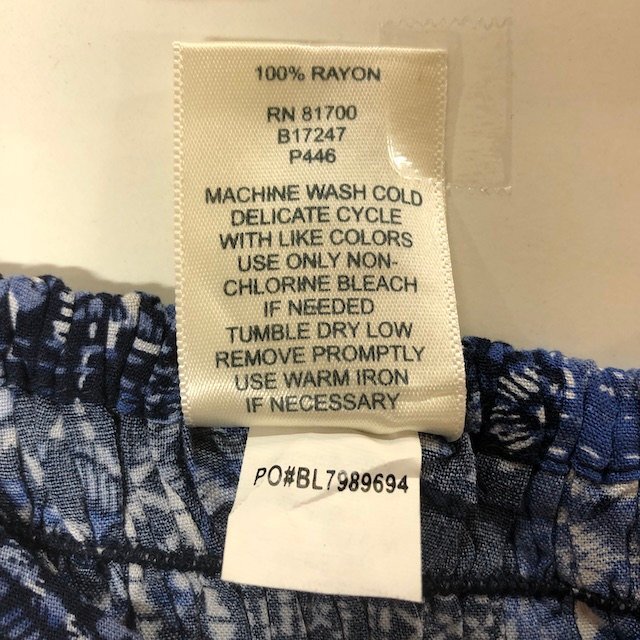 100% RAYON
RN 81700
B17247
P446
MACHINE WASH COLD
DELICATE CYCLE
WITH LIKE COLORS
USE ONLY NON-
CHLORINE BLEACH
IF NEEDED
TUMBLE DRY LOW
REMOVE PROMPTLY
USE WARM IRON
IF NECESSARY
PO#BL7989694